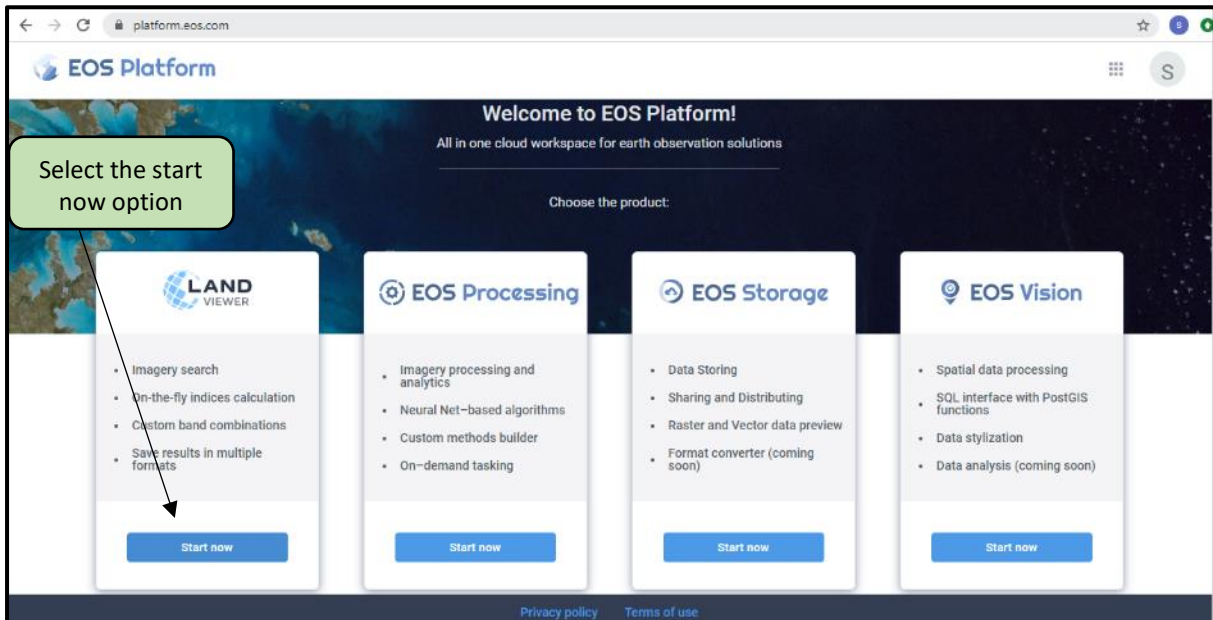 platform.eos.com
S
EOS Platform
S
Welcome to EOS Platform!
All in one cloud workspace for earth observation solutions
Choose the product:
Select the start
now option
LAND
VIEWER
Imagery search
On-the-fly indices calculation
Custom band combinations
Save results in multiple
formats
Start now
EOS Processing
Imagery processing and
analytics
Neural Net-based algorithms
Custom methods builder
On-demand tasking
Start now
EOS Storage
Data Storing
Sharing and Distributing
Raster and Vector data preview
Format converter (coming
soon)
Start now
EOS Vision
Spatial data processing
SQL interface with PostGIS
functions
Data stylization
Data analysis (coming soon)
Start now
Privacy policy Terms of use